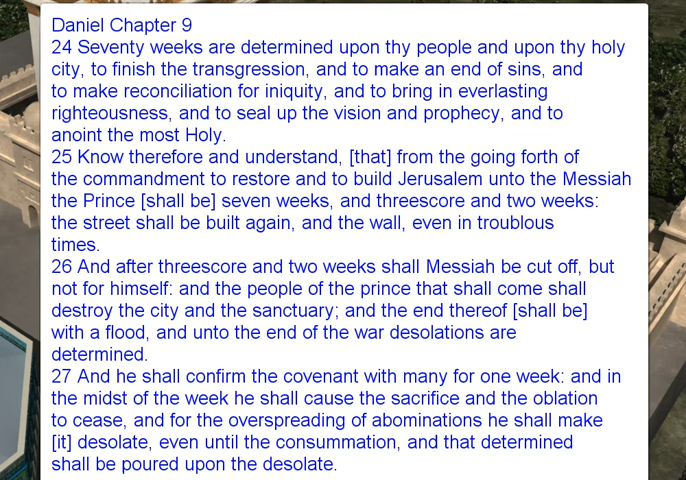 Daniel Chapter 9
24 Seventy weeks are determined upon thy people and upon thy holy
city, to finish the transgression, and to make an end of sins, and
to make reconciliation for iniquity, and to bring in everlasting
righteousness, and to seal up the vision and prophecy, and to
anoint the most Holy.
25 Know therefore and understand, [that] from the going forth of
the commandment to restore and to build Jerusalem unto the Messiah
the Prince [shall be] seven weeks, and threescore and two weeks:
the street shall be built again, and the wall, even in troublous
times.
26 And after threescore and two weeks shall Messiah be cut off, but
not for himself: and the people of the prince that shall come shall
destroy the city and the sanctuary; and the end thereof [shall be]
with a flood, and unto the end of the war desolations are
determined.
27 And he shall confirm the covenant with many for one week: and in
the midst of the week he shall cause the sacrifice and the oblation
to cease, and for the overspreading of abominations he shall make
[it] desolate, even until the consummation, and that determined
shall be poured upon the desolate.